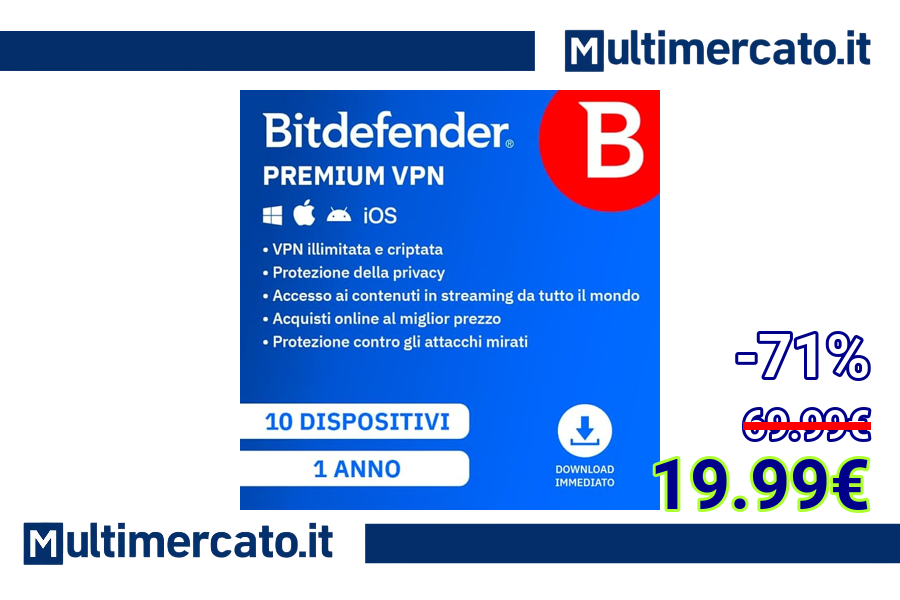 Multimercato.it
Bitdefender®
B
PREMIUM VPN
iOS
• VPN illimitata e criptata
• Protezione della privacy
• Accesso ai contenuti in streaming da tutto il mondo
• Acquisti online al miglior prezzo
• Protezione contro gli attacchi mirati
-71%
69.99€
10 DISPOSITIVI
1 ANNO
DOWNLOAD
IMMEDIATO
19.99€
Multimercato.it